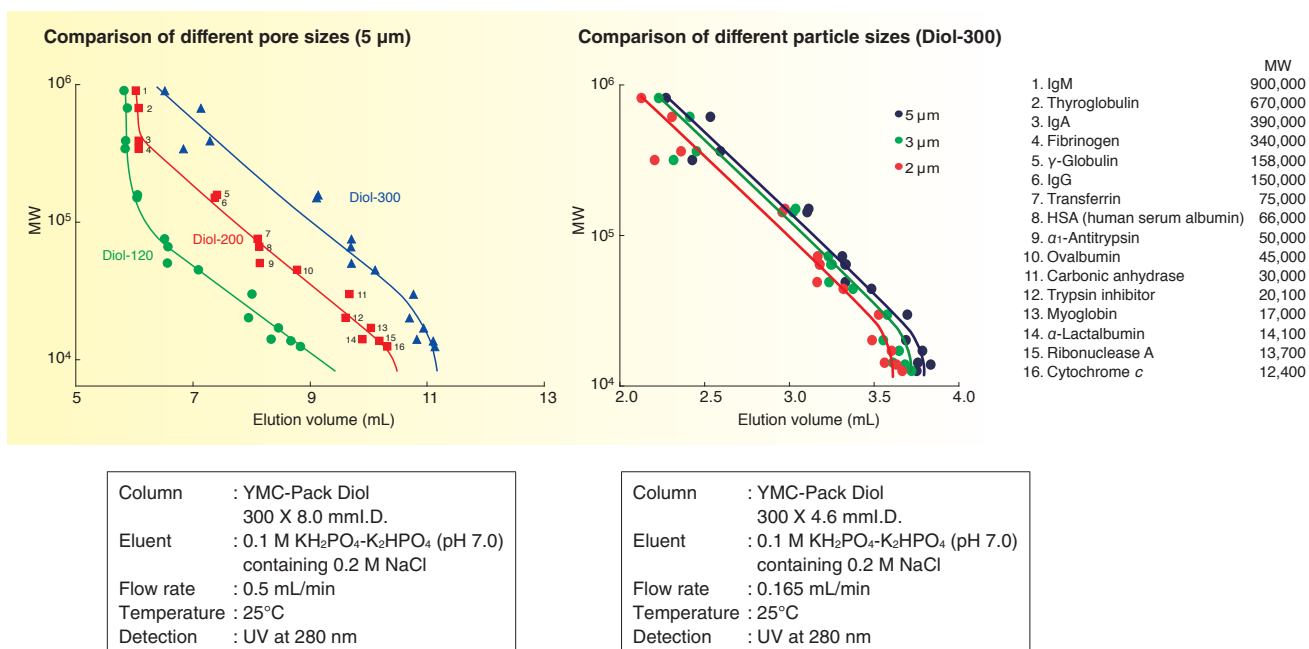 Comparison of different pore sizes (5 µm)
10⁶
10⁵
10⁴
MW
1
2
3
4
5
6
7
8
9
10
11
12
13
14
15
16
Diol-300
Diol-200
Diol-120
5
7
9
11
13
Elution volume (mL)
Comparison of different particle sizes (Diol-300)
10⁶
10⁵
10⁴
MW
5 µm
3 µm
2 µm
2.0
2.5
3.0
3.5
4.0
Elution volume (mL)
MW
1. IgM 900,000
2. Thyroglobulin 670,000
3. IgA 390,000
4. Fibrinogen 340,000
5. γ-Globulin 158,000
6. IgG 150,000
7. Transferrin 75,000
8. HSA (human serum albumin) 66,000
9. α₁-Antitrypsin 50,000
10. Ovalbumin 45,000
11. Carbonic anhydrase 30,000
12. Trypsin inhibitor 20,100
13. Myoglobin 17,000
14. α-Lactalbumin 14,100
15. Ribonuclease A 13,700
16. Cytochrome c 12,400
Column : YMC-Pack Diol
300 X 8.0 mmI.D.
Eluent : 0.1 M KH₂PO₄-K₂HPO₄ (pH 7.0)
containing 0.2 M NaCl
Flow rate : 0.5 mL/min
Temperature : 25°C
Detection : UV at 280 nm
Column : YMC-Pack Diol
300 X 4.6 mmI.D.
Eluent : 0.1 M KH₂PO₄-K₂HPO₄ (pH 7.0)
containing 0.2 M NaCl
Flow rate : 0.165 mL/min
Temperature : 25°C
Detection : UV at 280 nm